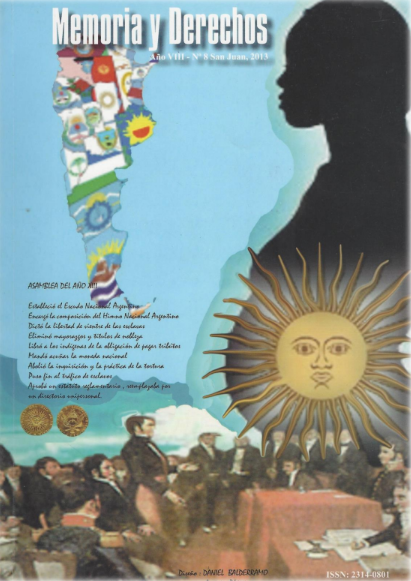 Memoria y Derechos
Año VIII - Nº 8 San Juan, 2013
ASAMBLEA DEL AÑO XIII
Estableció el Escudo Nacional Argentino
Encargó la composición del Himno Nacional Argentino
Dictó la libertad de vientre de las esclavas
Eliminó mayorazgos y títulos de nobleza
Libró a los indígenas de la obligación de pagar tributos
Mandó acuñar la moneda nacional
Abolió la inquisición y la práctica de la tortura
Puso fin al tráfico de esclavos
Aprobó un estatuto reglamentario, reemplazado por
un directorio unipersonal.
Diseño: DANIEL BALDERRAMO
ISSN: 2314-0801